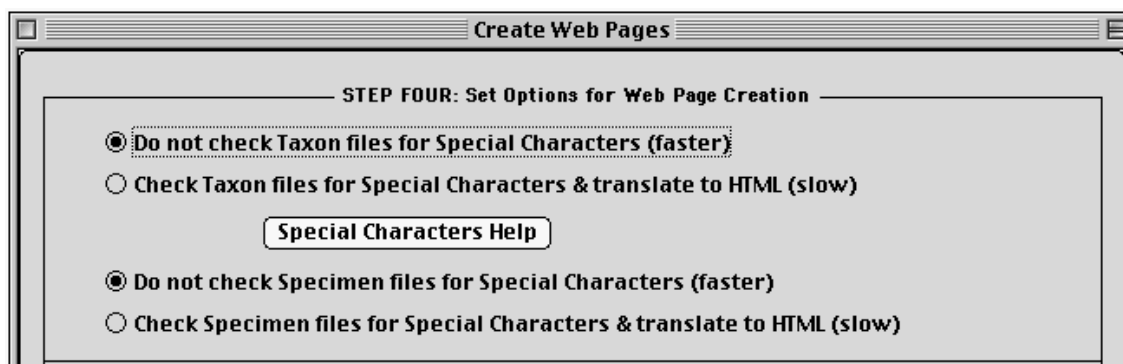 Create Web Pages
STEP FOUR: Set Options for Web Page Creation
Do not check Taxon files for Special Characters (faster)
Check Taxon files for Special Characters & translate to HTML (slow)
Special Characters Help
Do not check Specimen files for Special Characters (faster)
Check Specimen files for Special Characters & translate to HTML (slow)